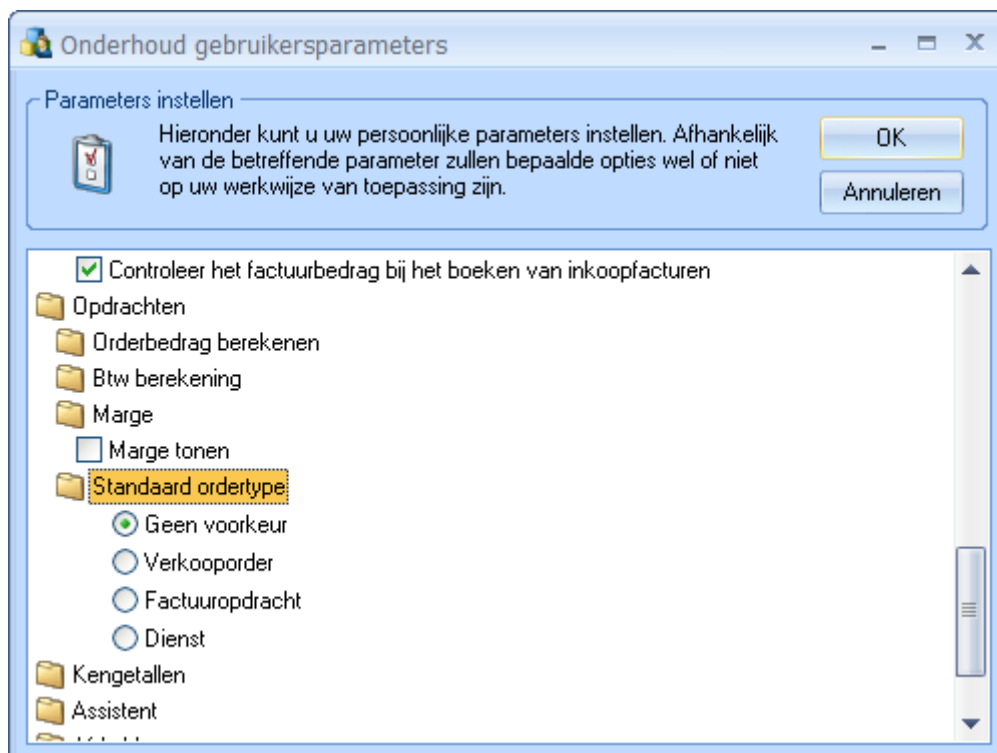 Onderhoud gebruikersparameters
Parameters instellen
Hieronder kunt u uw persoonlijke parameters instellen. Afhankelijk
van de betreffende parameter zullen bepaalde opties wel of niet
op uw werkwijze van toepassing zijn.
OK
Annuleren
Controleer het factuurbedrag bij het boeken van inkoopfacturen
Opdrachten
Orderbedrag berekenen
Btw berekening
Marge
Marge tonen
Standaard ordertype
Geen voorkeur
Verkooporder
Factuuropdracht
Dienst
Kengetallen
Assistent